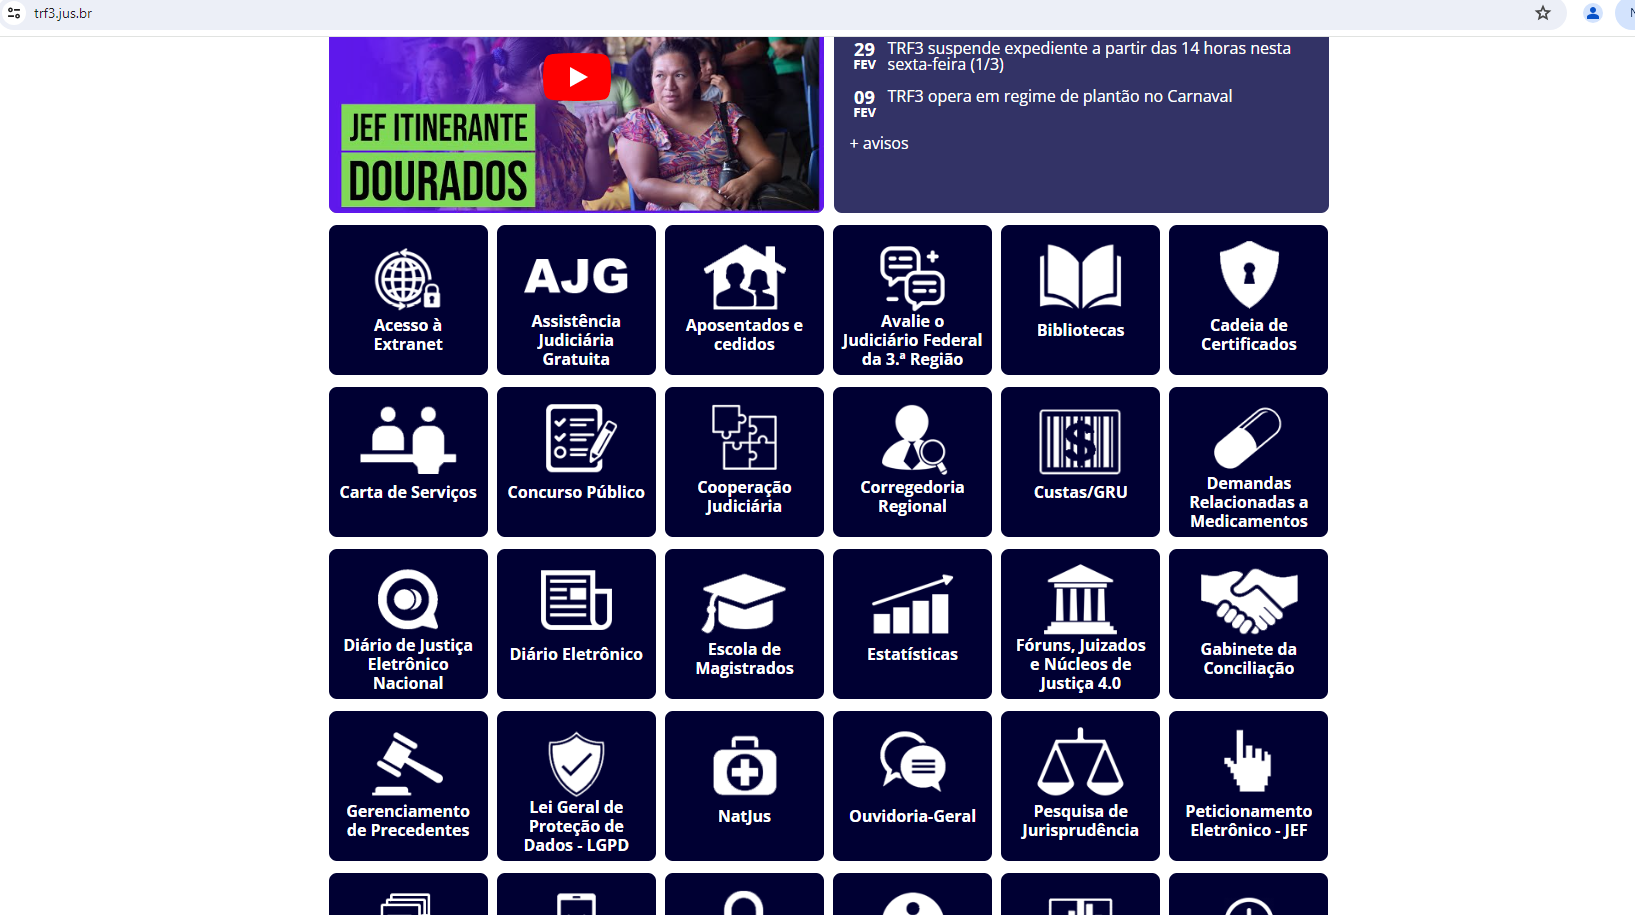 trf3.jus.br
JEF ITINERANTE
DOURADOS
29
FEV
TRF3 suspende expediente a partir das 14 horas nesta
sexta-feira (1/3)
09
FEV
TRF3 opera em regime de plantão no Carnaval
+ avisos
Acesso à
Extranet
AJG
Assistência
Judiciária
Gratuita
Aposentados e
cedidos
Avalie o
Judiciário Federal
da 3.ª Região
Bibliotecas
Cadeia de
Certificados
Carta de Serviços
Concurso Público
Cooperação
Judiciária
Corregedoria
Regional
$
Custas/GRU
Demandas
Relacionadas a
Medicamentos
Diário de Justiça
Eletrônico
Nacional
Diário Eletrônico
Escola de
Magistrados
Estatísticas
Fóruns, Juizados
e Núcleos de
Justiça 4.0
Gabinete da
Conciliação
Gerenciamento
de Precedentes
Lei Geral de
Proteção de
Dados - LGPD
NatJus
Ouvidoria-Geral
Pesquisa de
Jurisprudência
Peticionamento
Eletrônico - JEF